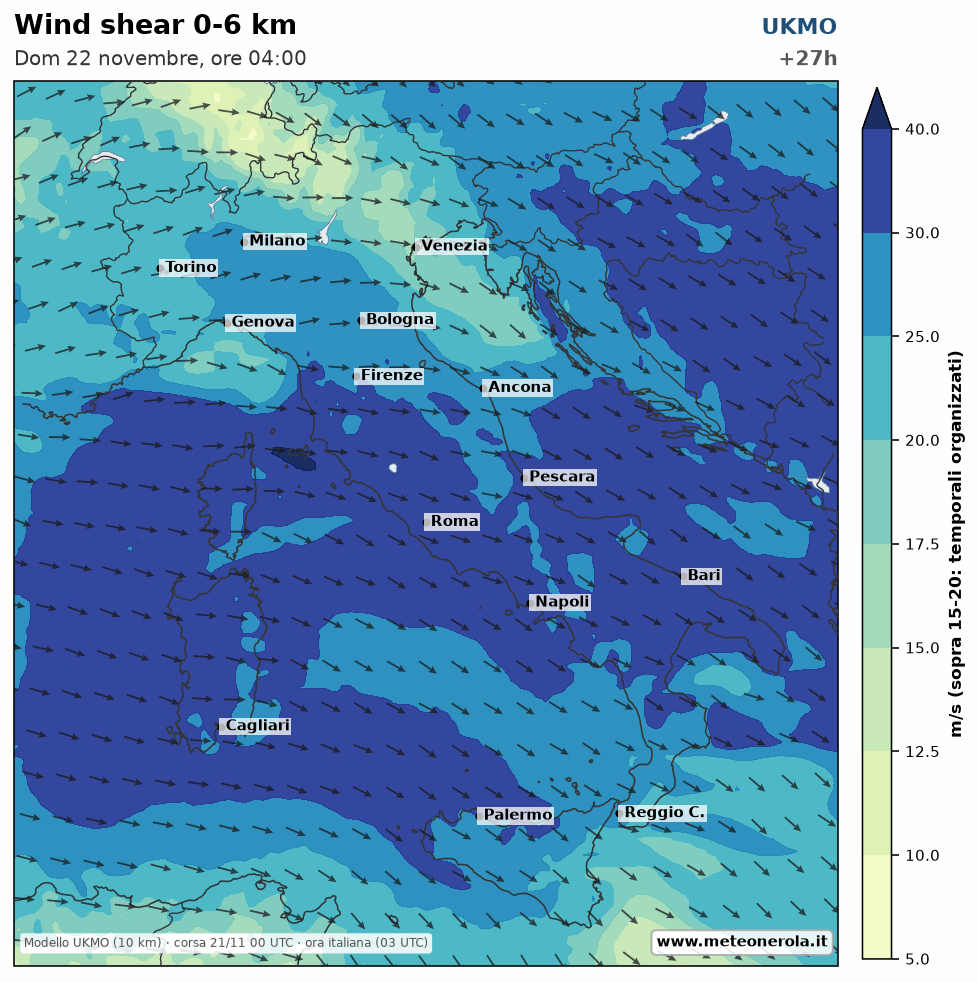 Wind shear 0-6 km
UKMO
Dom 22 novembre, ore 04:00
+27h
Milano
Venezia
Torino
Genova
Bologna
Firenze
Ancona
Pescara
Roma
Bari
Napoli
Cagliari
Palermo
Reggio C.
40.0
30.0
25.0
20.0
17.5
15.0
12.5
10.0
5.0
m/s (sopra 15-20: temporali organizzati)
Modello UKMO (10 km) · corsa 21/11 00 UTC · ora italiana (03 UTC)
www.meteonerola.it